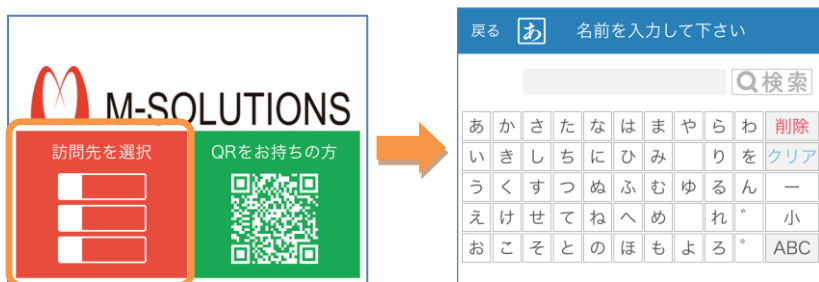 M-SOLUTIONS
訪問先を選択
QRをお持ちの方
戻る あ 名前を入力して下さい
検索
あ か さ た な は ま や ら わ 削除
い き し ち に ひ み り を クリア
う く す つ ぬ ふ む ゆ る ん ー
え け せ て ね へ め れ ゛ 小
お こ そ と の ほ も よ ろ ゜ ABC